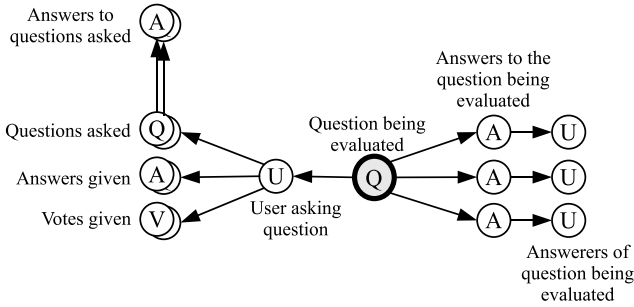 Answers to
questions asked
A
Questions asked
Q
Answers given
A
Votes given
V
U
User asking
question
Question being
evaluated
Q
Answers to the
question being
evaluated
A
U
A
U
A
U
Answerers of
question being
evaluated